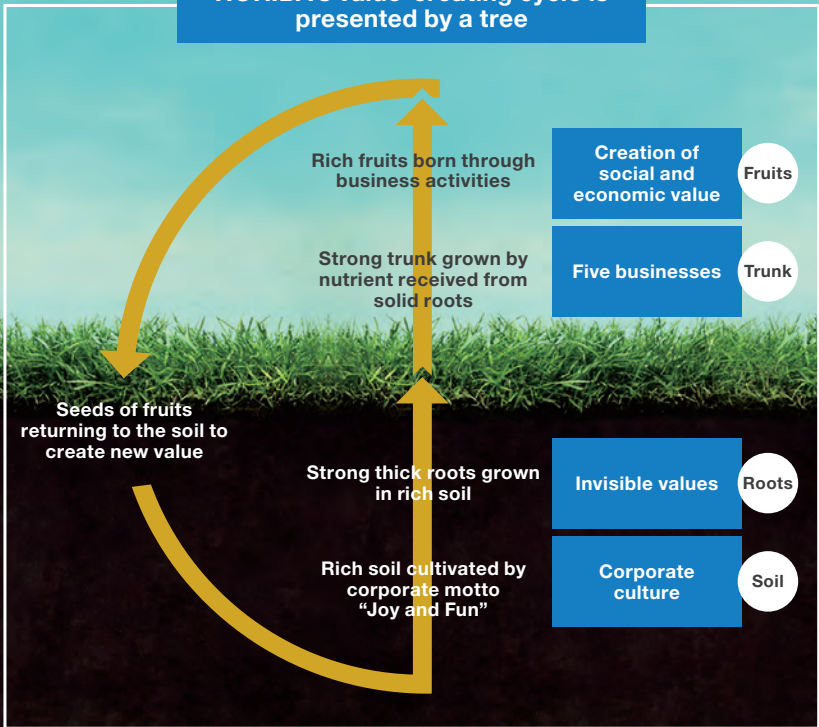 presented by a tree
Rich fruits born through
business activities
Creation of
social and
economic value
Fruits
Strong trunk grown by
nutrient received from
solid roots
Five businesses
Trunk
Seeds of fruits
returning to the soil to
create new value
Strong thick roots grown
in rich soil
Invisible values
Roots
Rich soil cultivated by
corporate motto
“Joy and Fun”
Corporate
culture
Soil